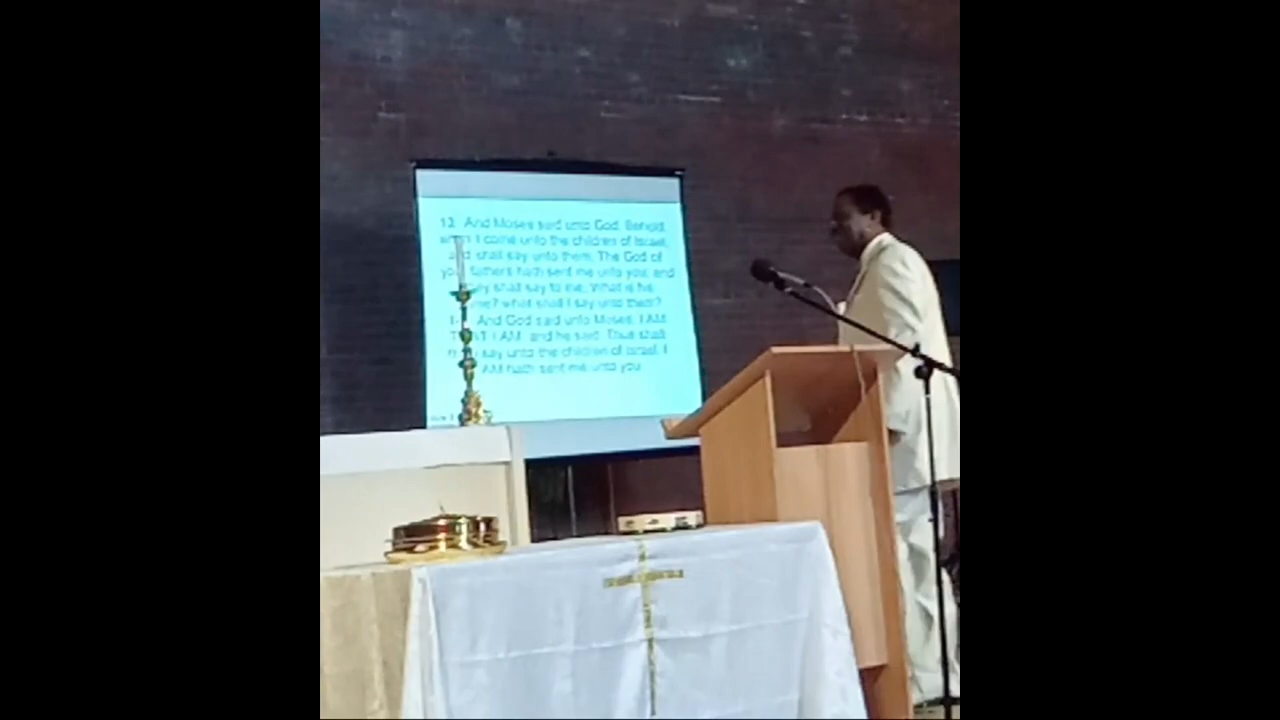 13. And Moses said unto God, Behold,
when I come unto the children of Israel,
and shall say unto them, The God of
your fathers hath sent me unto you; and
they shall say to me, What is his
name? what shall I say unto them?
14. And God said unto Moses, I AM
THAT I AM: and he said, Thus shall
say unto the children of Israel, I
AM hath sent me unto you